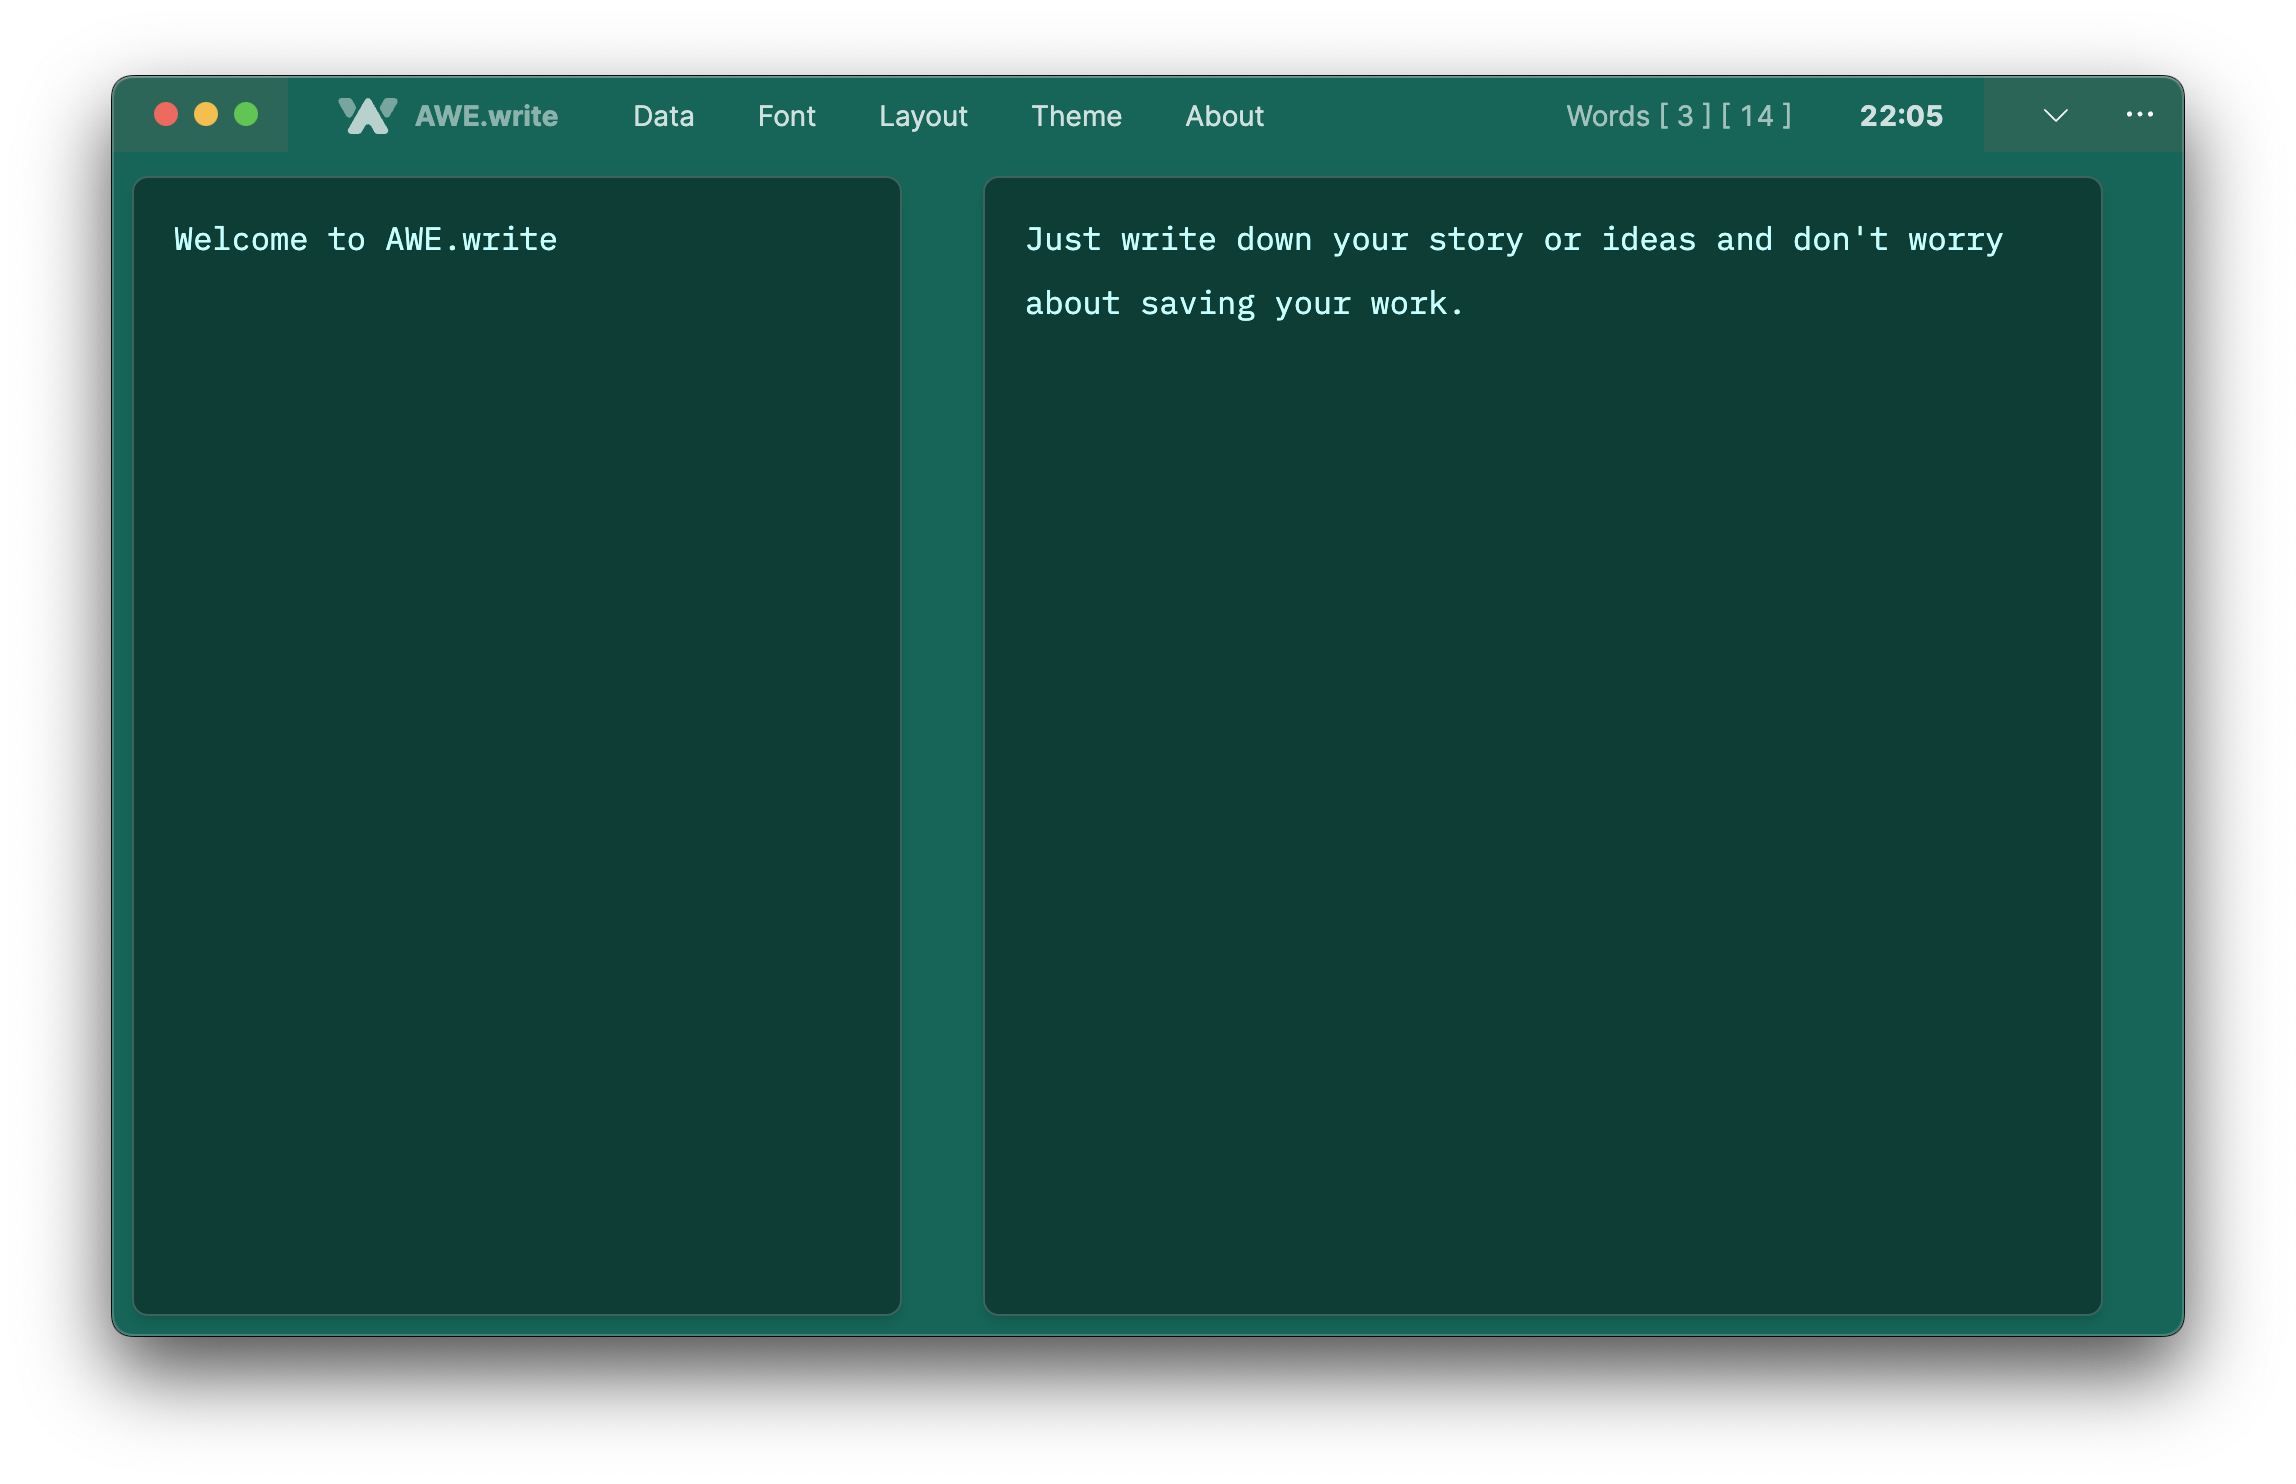 AWE.write Data Font Layout Theme About Words [ 3 ] [ 14 ] 22:05
Welcome to AWE.write
Just write down your story or ideas and don't worry
about saving your work.